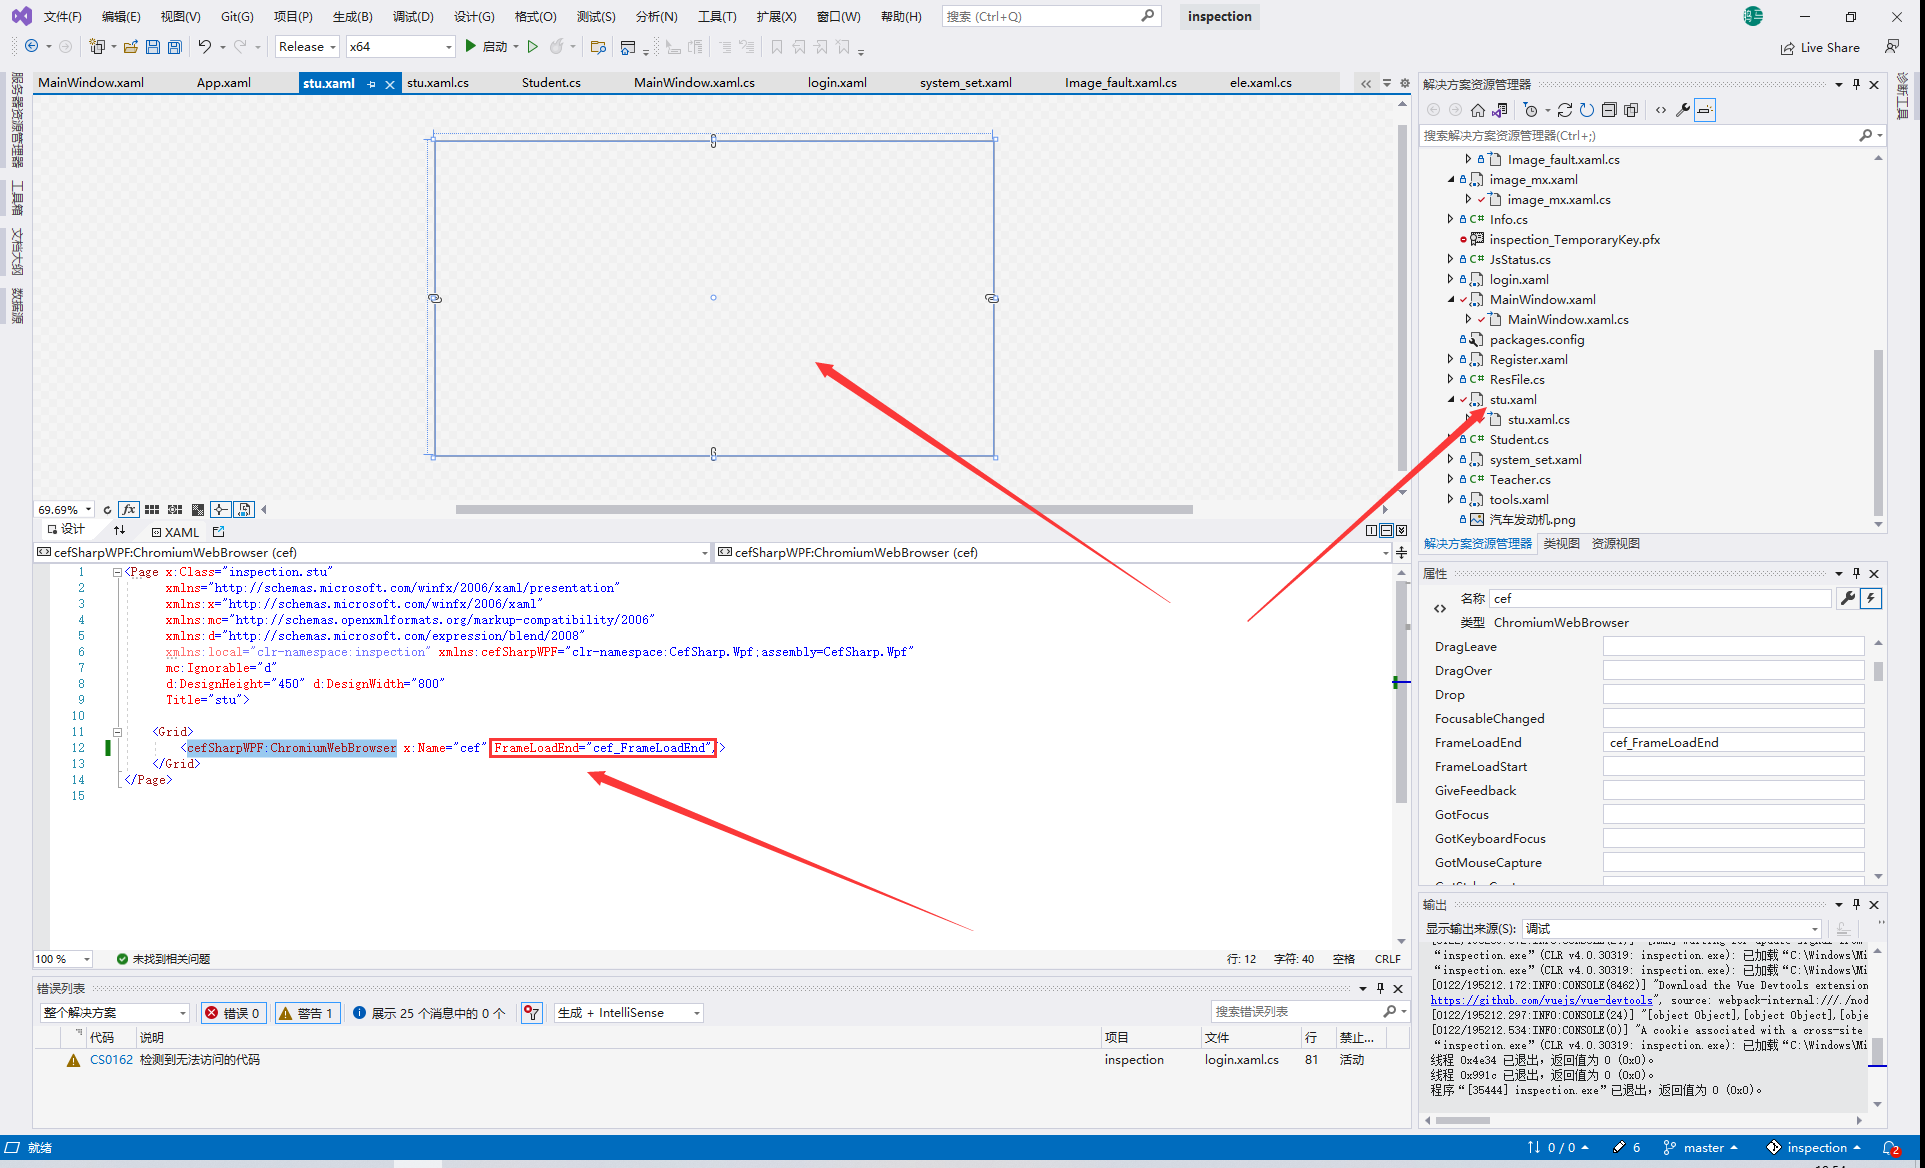 文件(F) 编辑(E) 视图(V) Git(G) 项目(P) 生成(B) 调试(D) 设计(G) 格式(O) 测试(S) 分析(N) 工具(T) 扩展(X) 窗口(W) 帮助(H) 搜索 (Ctrl+Q) inspection
Release x64 启动 Live Share
服务器资源管理器
工具箱
文档大纲
数据源
MainWindow.xaml App.xaml stu.xaml stu.xaml.cs Student.cs MainWindow.xaml.cs login.xaml system_set.xaml Image_fault.xaml.cs ele.xaml.cs
69.69% fx
设计 XAML
cefSharpWPF:ChromiumWebBrowser (cef) cefSharpWPF:ChromiumWebBrowser (cef)
1 <Page x:Class="inspection.stu"
2 xmlns="http://schemas.microsoft.com/winfx/2006/xaml/presentation"
3 xmlns:x="http://schemas.microsoft.com/winfx/2006/xaml"
4 xmlns:mc="http://schemas.openxmlformats.org/markup-compatibility/2006"
5 xmlns:d="http://schemas.microsoft.com/expression/blend/2008"
6 xmlns:local="clr-namespace:inspection" xmlns:cefSharpWPF="clr-namespace:CefSharp.Wpf;assembly=CefSharp.Wpf"
7 mc:Ignorable="d"
8 d:DesignHeight="450" d:DesignWidth="800"
9 Title="stu">
10
11 <Grid>
12 <cefSharpWPF:ChromiumWebBrowser x:Name="cef" FrameLoadEnd="cef_FrameLoadEnd"/>
13 </Grid>
14 </Page>
15
100 % 未找到相关问题 行: 12 字符: 40 空格 CRLF
错误列表
整个解决方案 错误 0 警告 1 展示 25 个消息中的 0 个 生成 + IntelliSense 搜索错误列表
代码 说明 项目 文件 行 禁止...
CS0162 检测到无法访问的代码 inspection login.xaml.cs 81 活动
解决方案资源管理器
搜索解决方案资源管理器(Ctrl+;)
Image_fault.xaml.cs
image_mx.xaml
image_mx.xaml.cs
C# Info.cs
inspection_TemporaryKey.pfx
C# JsStatus.cs
login.xaml
MainWindow.xaml
MainWindow.xaml.cs
packages.config
Register.xaml
C# ResFile.cs
stu.xaml
stu.xaml.cs
C# Student.cs
system_set.xaml
C# Teacher.cs
tools.xaml
汽车发动机.png
解决方案资源管理器 类视图 资源视图
诊断工具
属性
名称 cef
类型 ChromiumWebBrowser
DragLeave
DragOver
Drop
FocusableChanged
FrameLoadEnd cef_FrameLoadEnd
FrameLoadStart
GiveFeedback
GotFocus
GotKeyboardFocus
GotMouseCapture
输出
显示输出来源(S): 调试
“inspection.exe”(CLR v4.0.30319: inspection.exe): 已加载“C:\Windows\Mi
“inspection.exe”(CLR v4.0.30319: inspection.exe): 已加载“C:\Windows\Mi
[0122/195212.172:INFO:CONSOLE(8462)] "Download the Vue Devtools extension
https://github.com/vuejs/vue-devtools", source: webpack-internal:///./nod
[0122/195212.297:INFO:CONSOLE(24)] "[object Object],[object Object],[obje
[0122/195212.534:INFO:CONSOLE(0)] "A cookie associated with a cross-site
“inspection.exe”(CLR v4.0.30319: inspection.exe): 已加载“C:\Windows\Mi
线程 0x4e34 已退出，返回值为 0 (0x0)。
线程 0x991c 已退出，返回值为 0 (0x0)。
程序“[35444] inspection.exe”已退出，返回值为 0 (0x0)。
就绪 0 / 0 6 master inspection 2